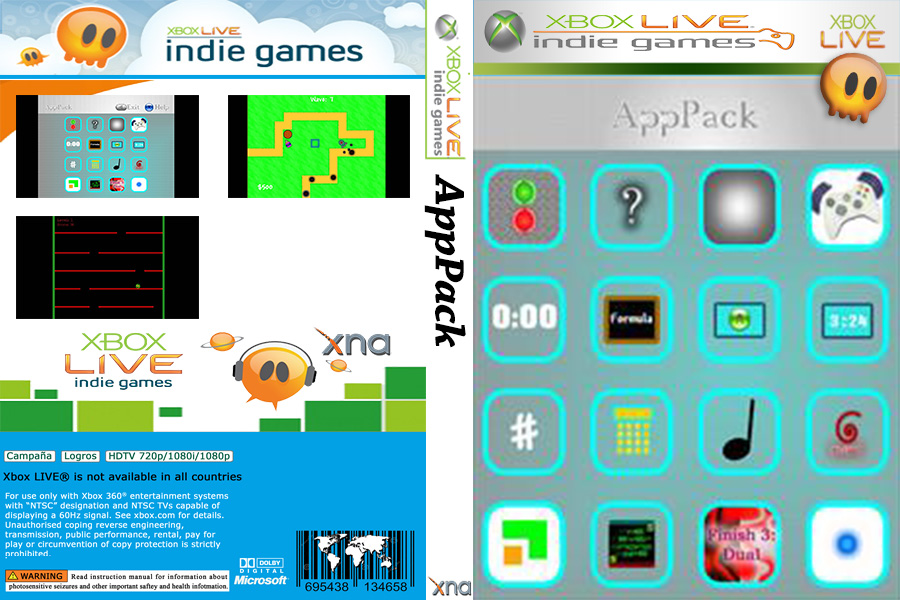 XBOX LIVE
indie games
AppPack
Exit
Help
0:00
#
Wave: 1
$500
XBOX
LIVE
indie games
xna
Campaña
Logros
HDTV 720p/1080i/1080p
Xbox LIVE® is not available in all countries
For use only with Xbox 360® entertainment systems
with "NTSC" designation and NTSC TVs capable of
displaying a 60Hz signal. See xbox.com for details.
Unauthorised coping reverse engineering,
transmission, public performance, rental, pay for
play or circumvention of copy protection is strictly
prohibited.
WARNING Read instruction manual for information about
photosensitive seizures and other important saftey and health infotmation.
DOLBY
DIGITAL
Microsoft
695438 134658
XBOX LIVE
indie games
AppPack
xna
XBOX LIVE
indie games
XBOX
LIVE
AppPack
?
0:00
Formula
3:24
#
Finish 3:
Dual